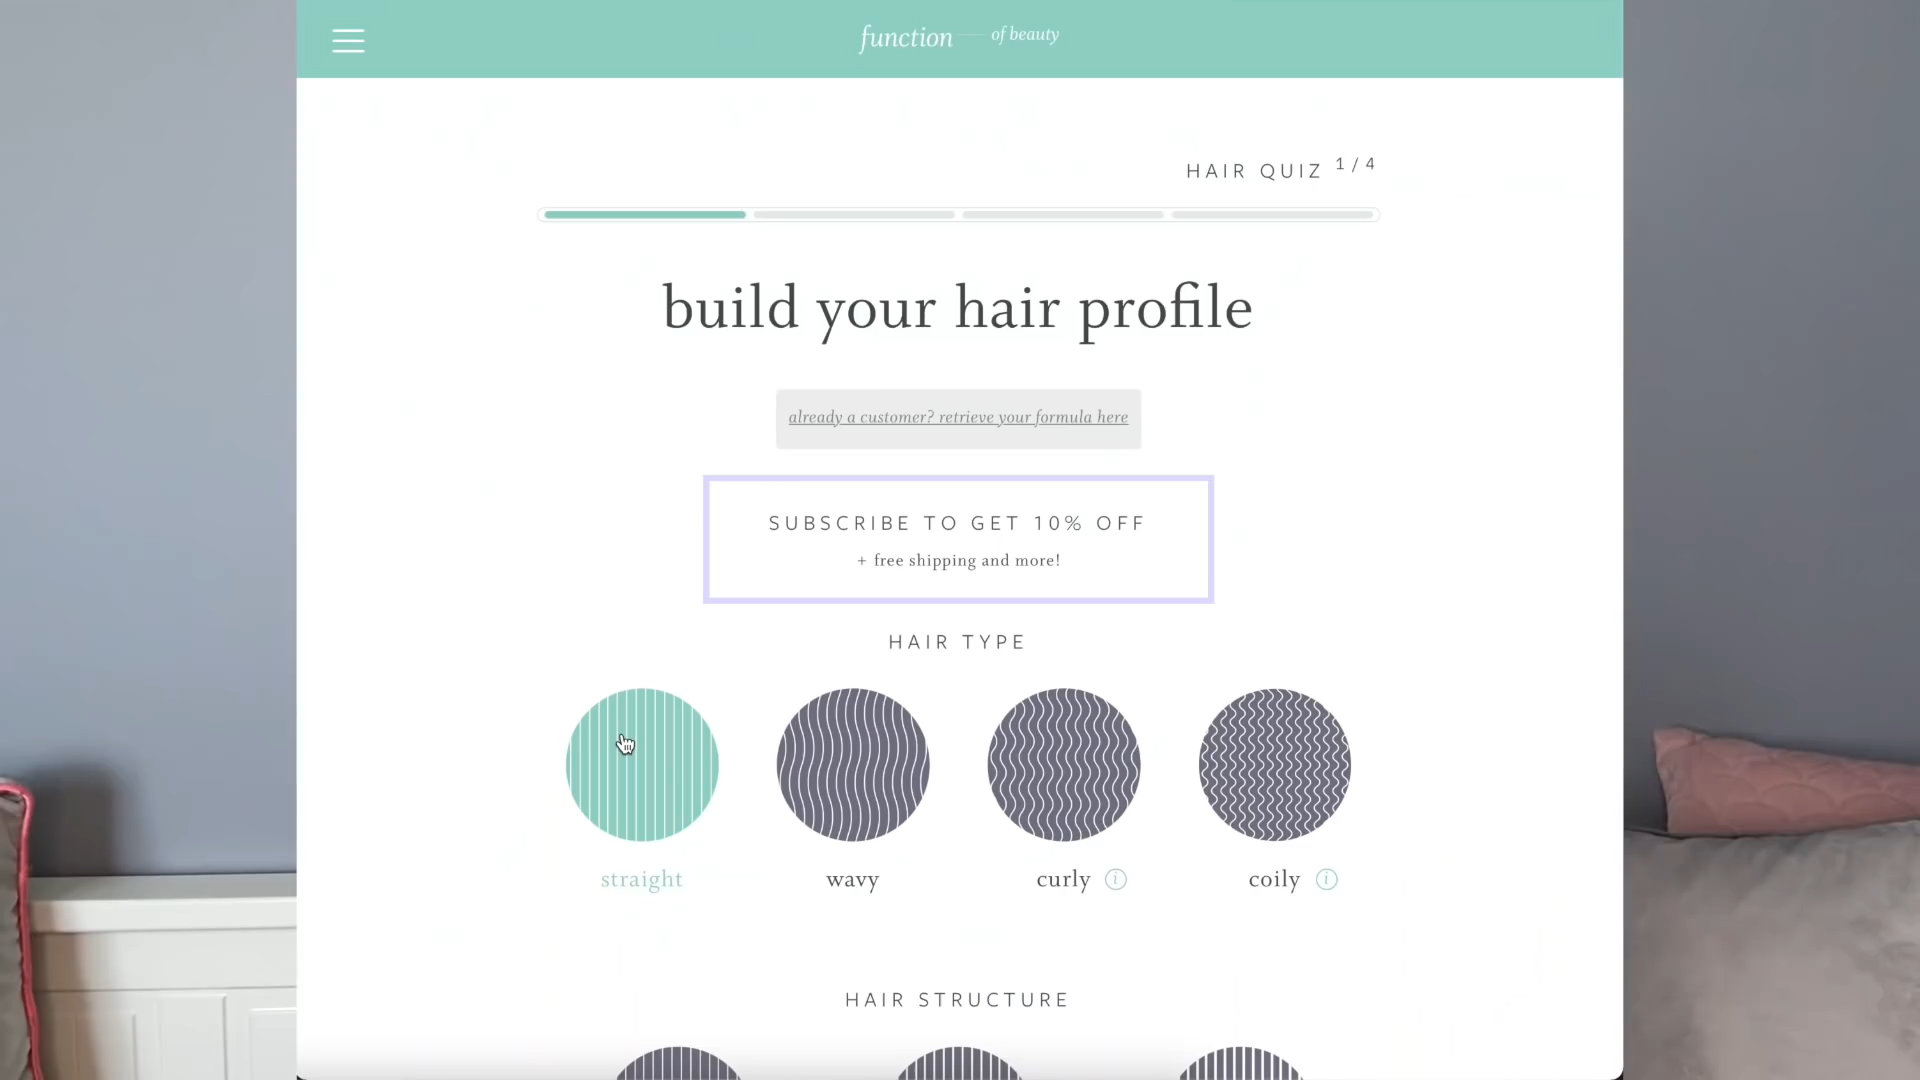 function of beauty
HAIR QUIZ 1/4
build your hair profile
already a customer? retrieve your formula here
SUBSCRIBE TO GET 10% OFF
+ free shipping and more!
HAIR TYPE
straight wavy curly i coily i
HAIR STRUCTURE